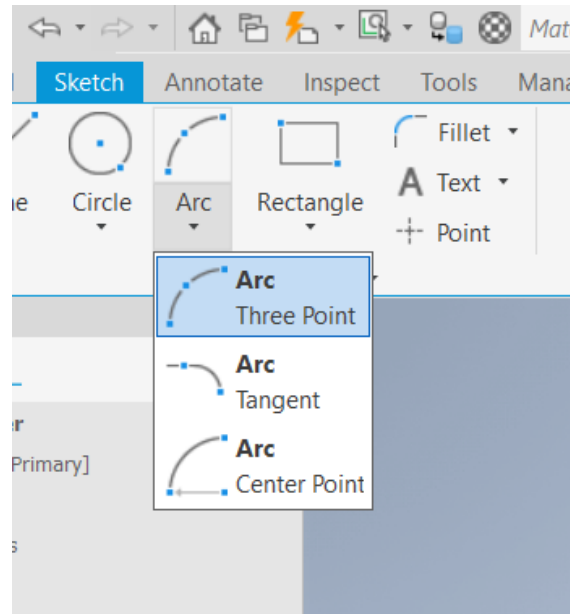 Mat
Sketch Annotate Inspect Tools Mana
Fillet
ne Circle Arc Rectangle
A Text
Point
Arc
Three Point
Arc
Tangent
Arc
Center Point
r
Primary]
s